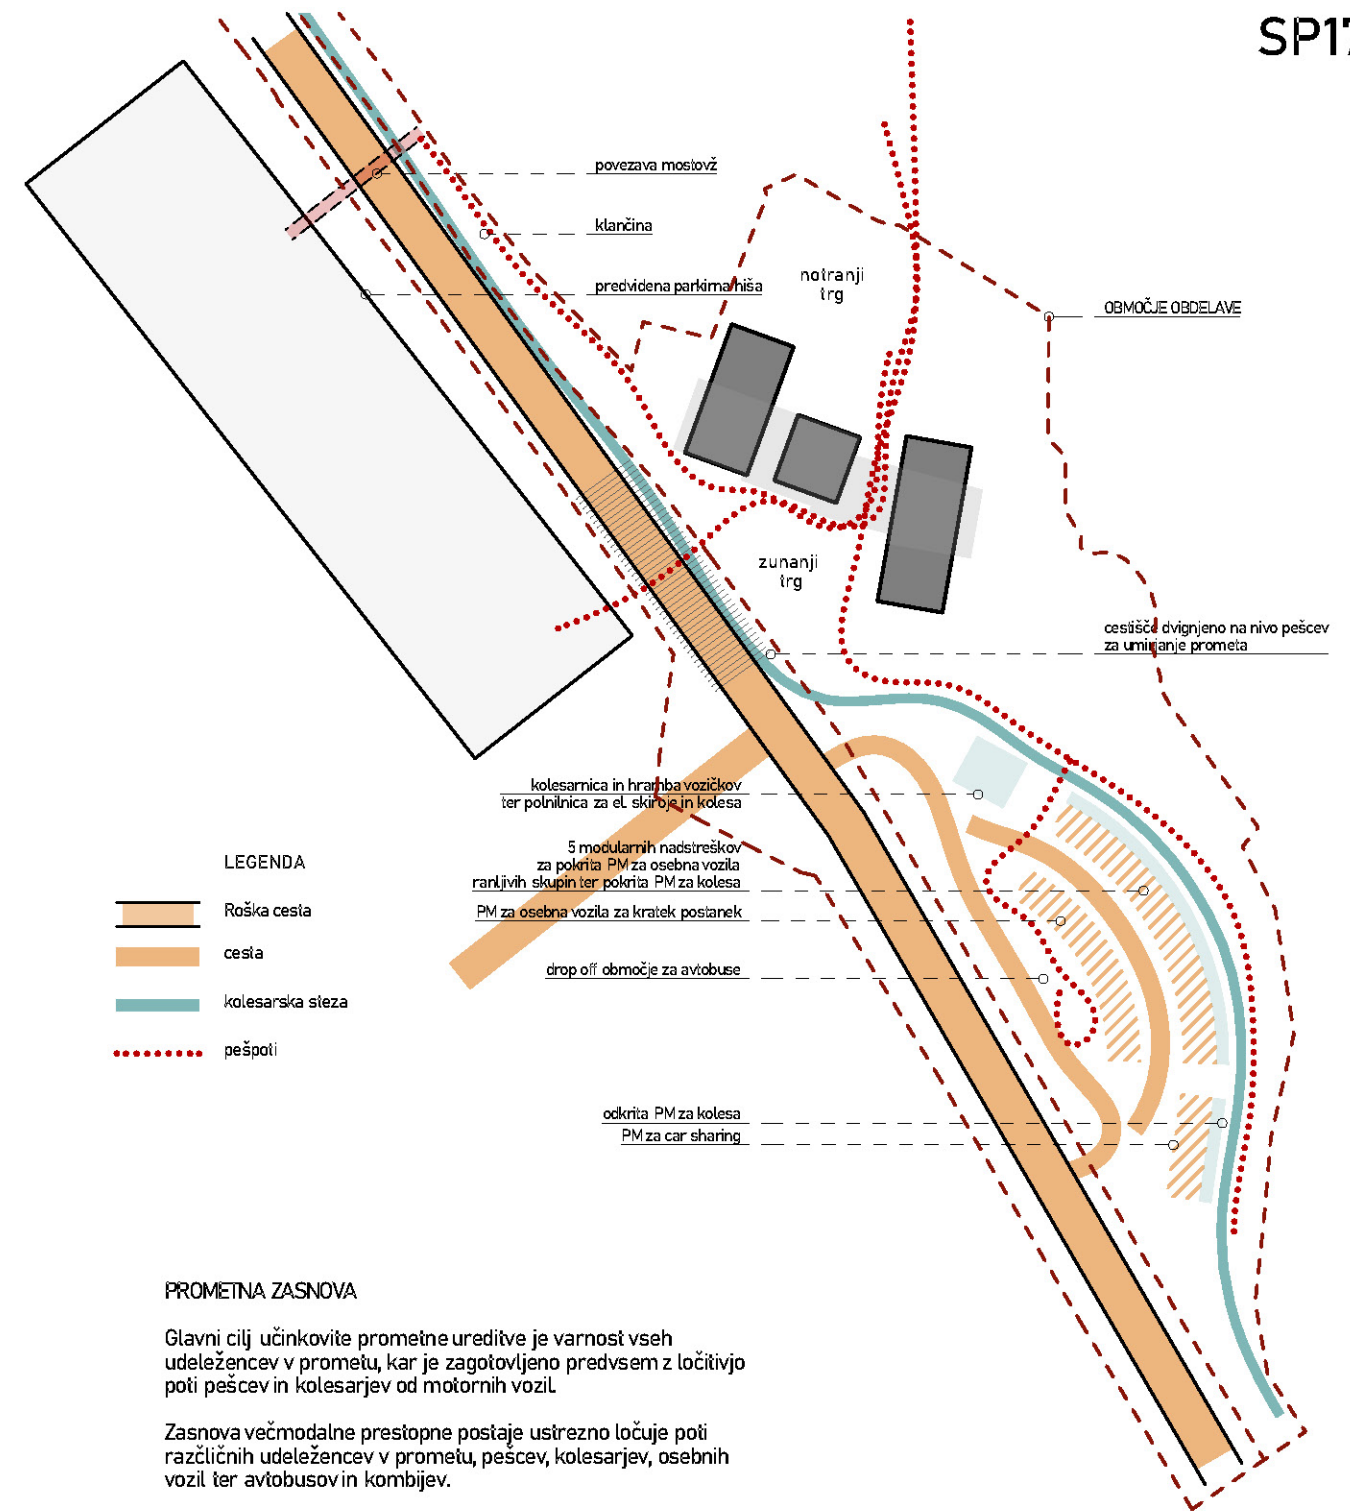 SP17
povezava mostovž
klančina
predvidena parkirna hiša
notranji
trg
OBMOČJE OBDELAVE
zunanji
trg
cestišče dvignjeno na nivo pešcev
za umirjanje prometa
kolesarnica in hramba vozičkov
ter polnilnica za el. skiroje in kolesa
5 modularnih nadstreškov
za pokrita PM za osebna vozila
ranljivih skupin ter pokrita PM za kolesa
PM za osebna vozila za kratek postanek
drop off območje za avtobuse
odkrita PM za kolesa
PM za car sharing
LEGENDA
Roška cesta
cesta
kolesarska steza
pešpoti
PROMETNA ZASNOVA
Glavni cilj učinkovite prometne ureditve je varnost vseh
udeležencev v prometu, kar je zagotovljeno predvsem z ločitivjo
poti pešcev in kolesarjev od motornih vozil.
Zasnova večmodalne prestopne postaje ustrezno ločuje poti
razčličnih udeležencev v prometu, pešcev, kolesarjev, osebnih
vozil ter avtobusov in kombijev.